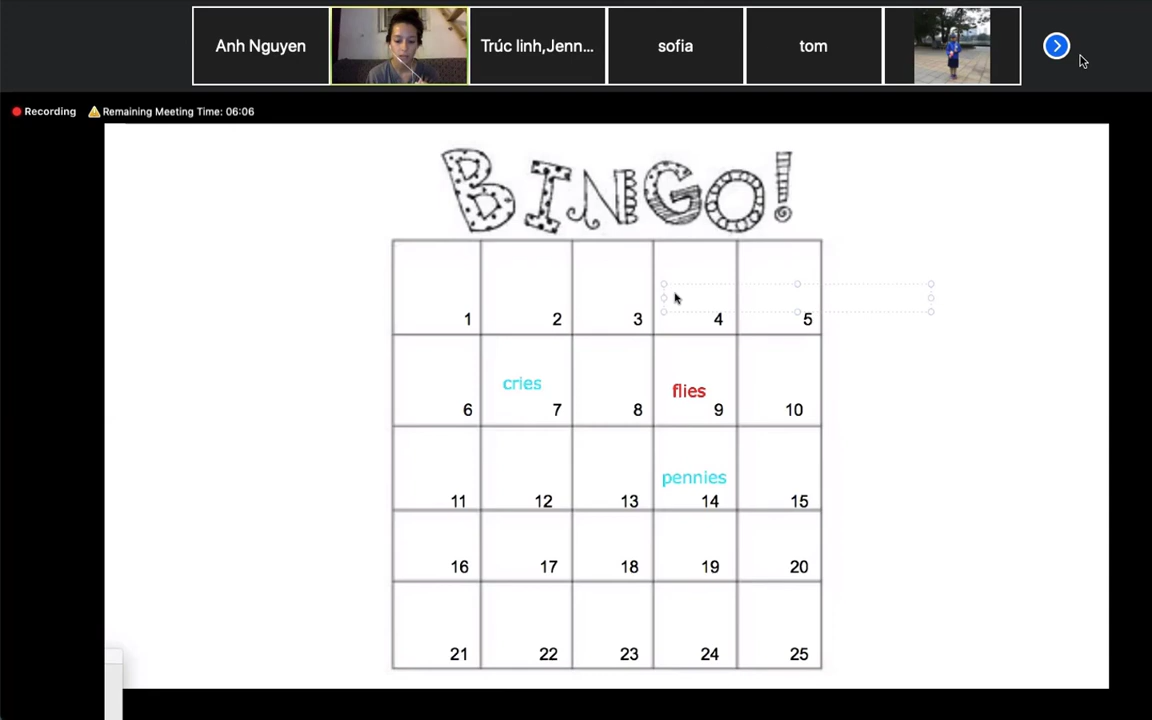 Anh Nguyen
Trúc linh,Jenn...
sofia
tom
Recording
Remaining Meeting Time: 06:06
BINGO!
1 2 3 4 5
cries
flies
6 7 8 9 10
pennies
11 12 13 14 15
16 17 18 19 20
21 22 23 24 25